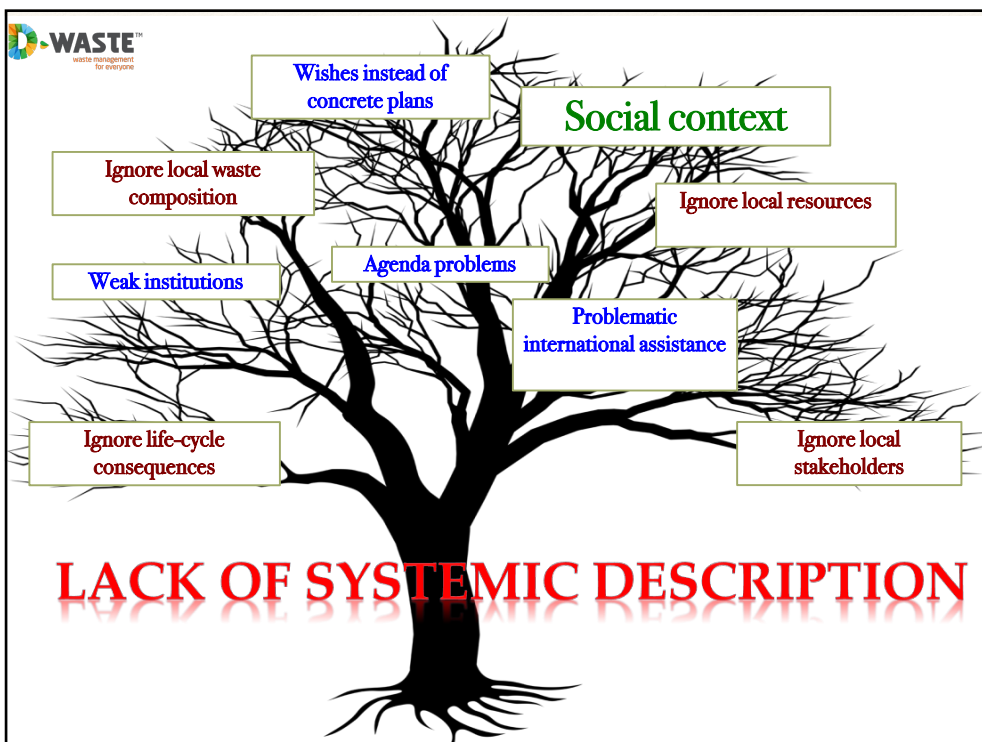 D-WASTE™
waste management
for everyone
Wishes instead of
concrete plans
Social context
Ignore local waste
composition
Ignore local resources
Agenda problems
Weak institutions
Problematic
international assistance
Ignore life-cycle
consequences
Ignore local
stakeholders
LACK OF SYSTEMIC DESCRIPTION